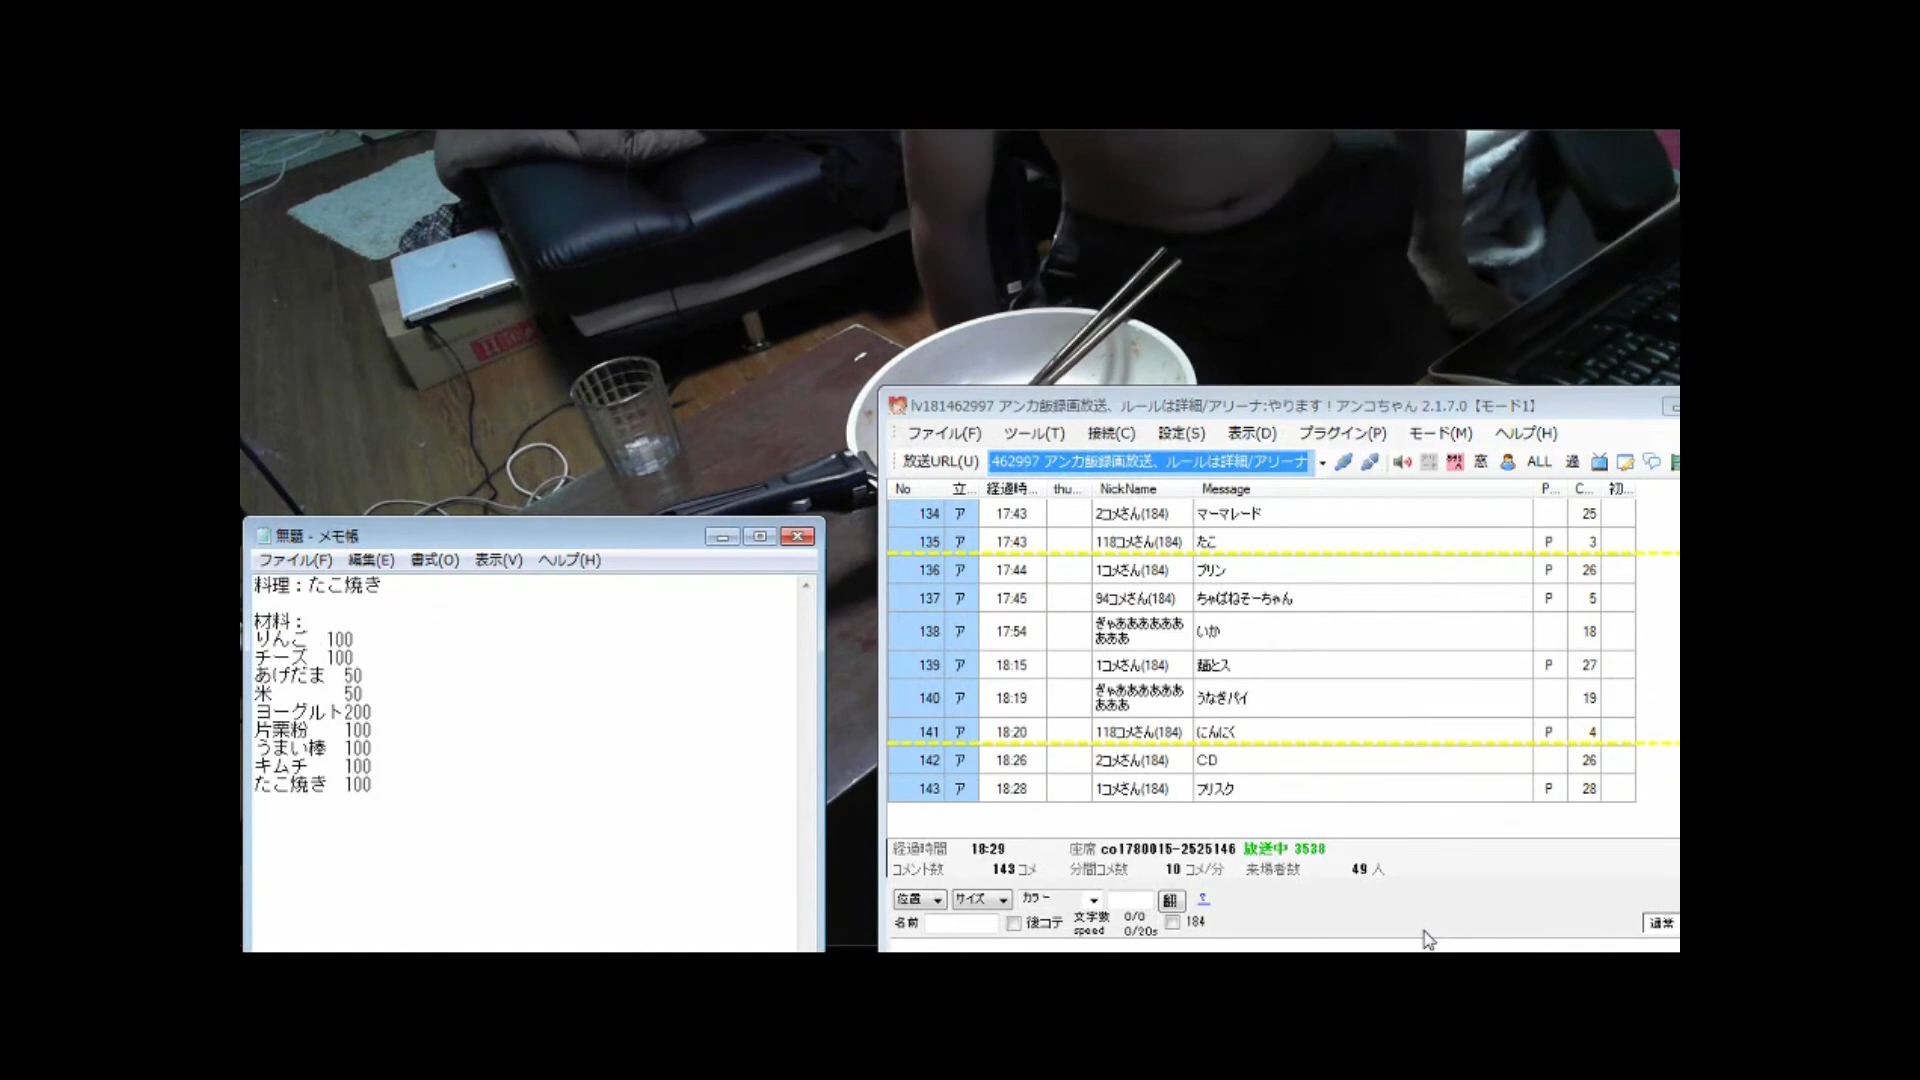 無題 - メモ帳
ファイル(F) 編集(E) 書式(O) 表示(V) ヘルプ(H)
料理：たこ焼き
材料：
りんご 100
チーズ 100
あげだま 50
米 50
ヨーグルト200
片栗粉 100
うまい棒 100
キムチ 100
たこ焼き 100
lv181462997 アンカ飯録画放送、ルールは詳細/アリーナ:やります！アンコちゃん 2.1.7.0【モード1】
ファイル(F) ツール(T) 接続(C) 設定(S) 表示(D) プラグイン(P) モード(M) ヘルプ(H)
放送URL(U) 462997 アンカ飯録画放送、ルールは詳細/アリーナ 窓 ALL 過
No 立... 経過時... thu... NickName Message P... C... 初...
134 ア 17:43 2コメさん(184) マーマレード 25
135 ア 17:43 118コメさん(184) たこ P 3
136 ア 17:44 1コメさん(184) プリン P 26
137 ア 17:45 94コメさん(184) ちゃばねそーちゃん P 5
138 ア 17:54 ぎゃあああああああああ いか 18
139 ア 18:15 1コメさん(184) 麺とス P 27
140 ア 18:19 ぎゃあああああああああ うなぎパイ 19
141 ア 18:20 118コメさん(184) にんにく P 4
142 ア 18:26 2コメさん(184) CD 26
143 ア 18:28 1コメさん(184) ブリスク P 28
経過時間 18:29 座席 co1780015-2525146 放送中 3538
コメント数 143 コメ 分間コメ数 10 コメ/分 来場者数 49 人
位置 サイズ カラー 翻 ?
名前 後コテ 文字数 0/0 184 通常
speed 0/20s